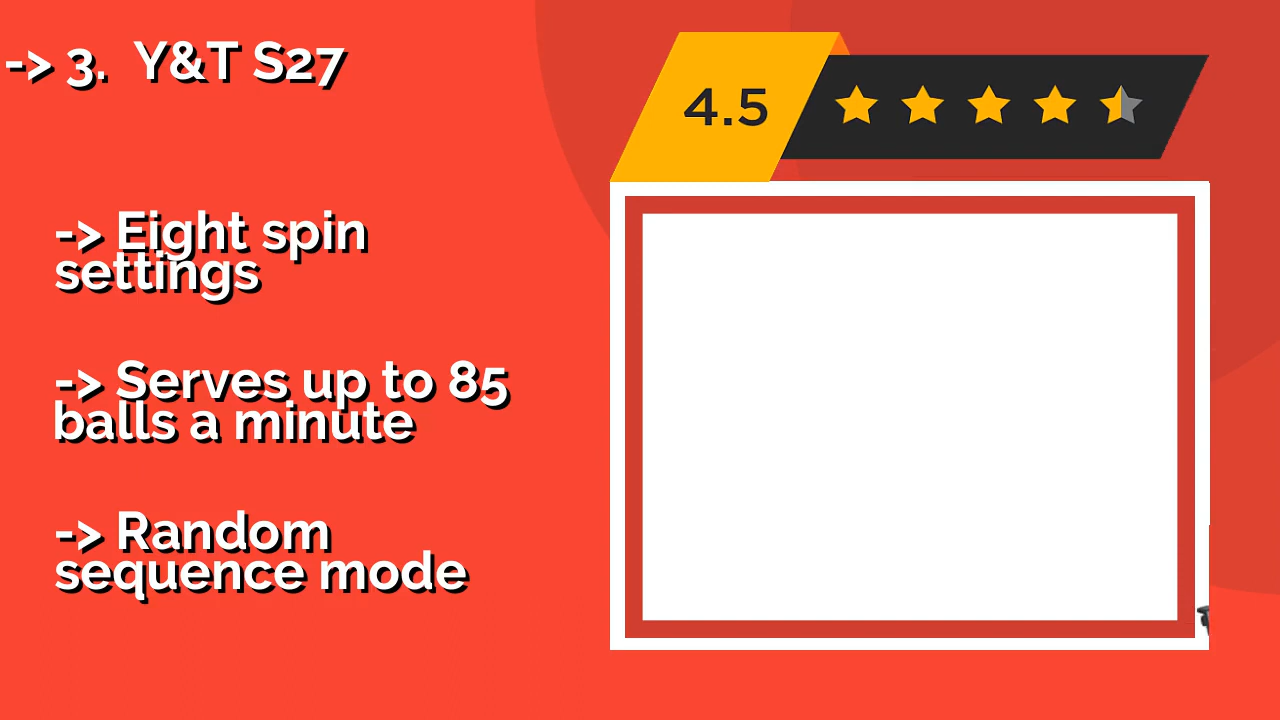 -> 3. Y&T S27
4.5
-> Eight spin
settings
-> Serves up to 85
balls a minute
-> Random
sequence mode